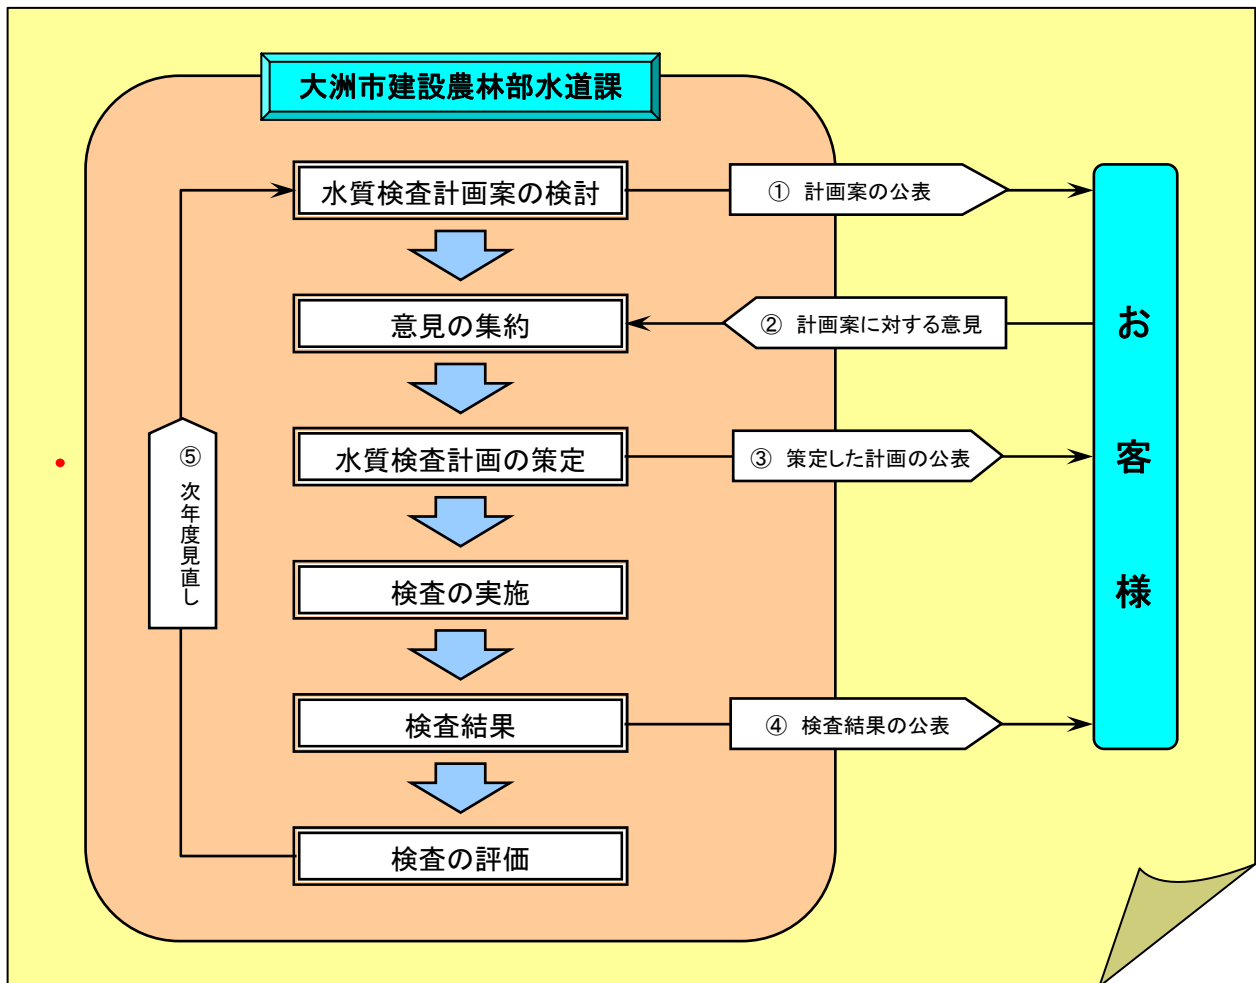 大洲市建設農林部水道課
水質検査計画案の検討
① 計画案の公表
意見の集約
② 計画案に対する意見
水質検査計画の策定
③ 策定した計画の公表
検査の実施
検査結果
④ 検査結果の公表
検査の評価
⑤ 次年度見直し
お客様